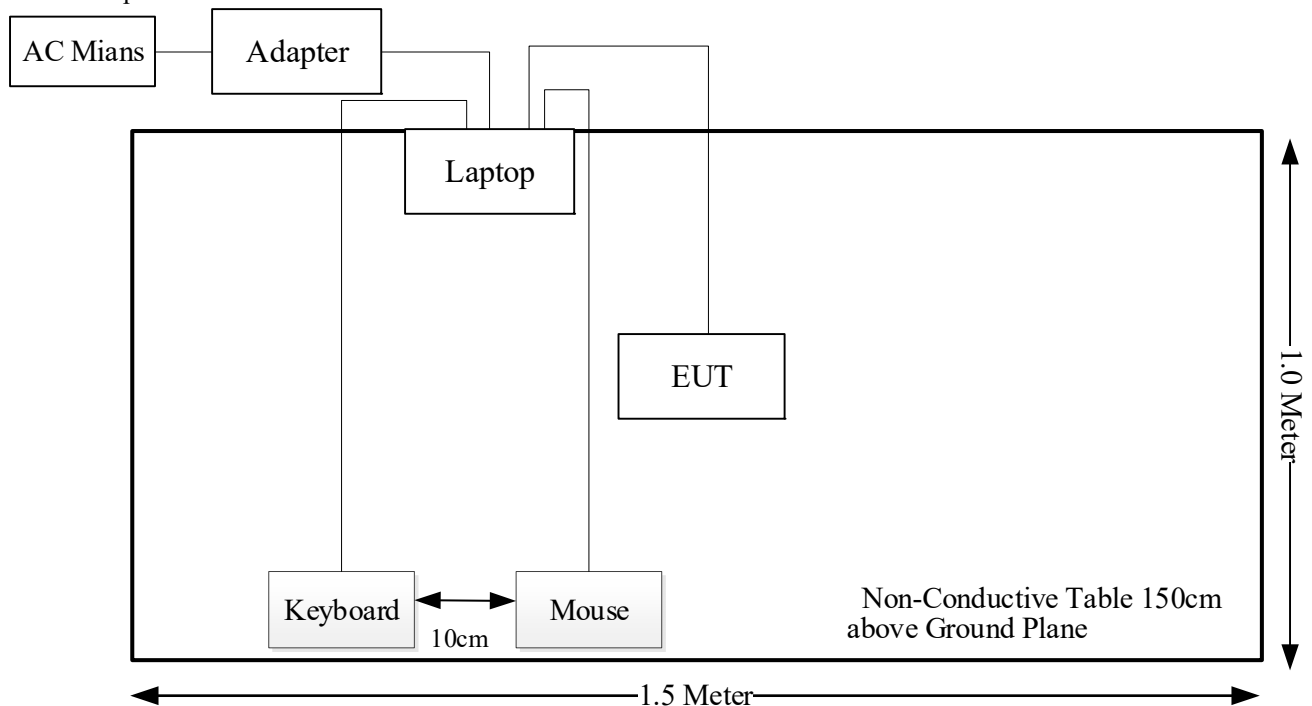 AC Mians
Adapter
Laptop
EUT
1.0 Meter
Keyboard
Mouse
10cm
Non-Conductive Table 150cm
above Ground Plane
1.5 Meter